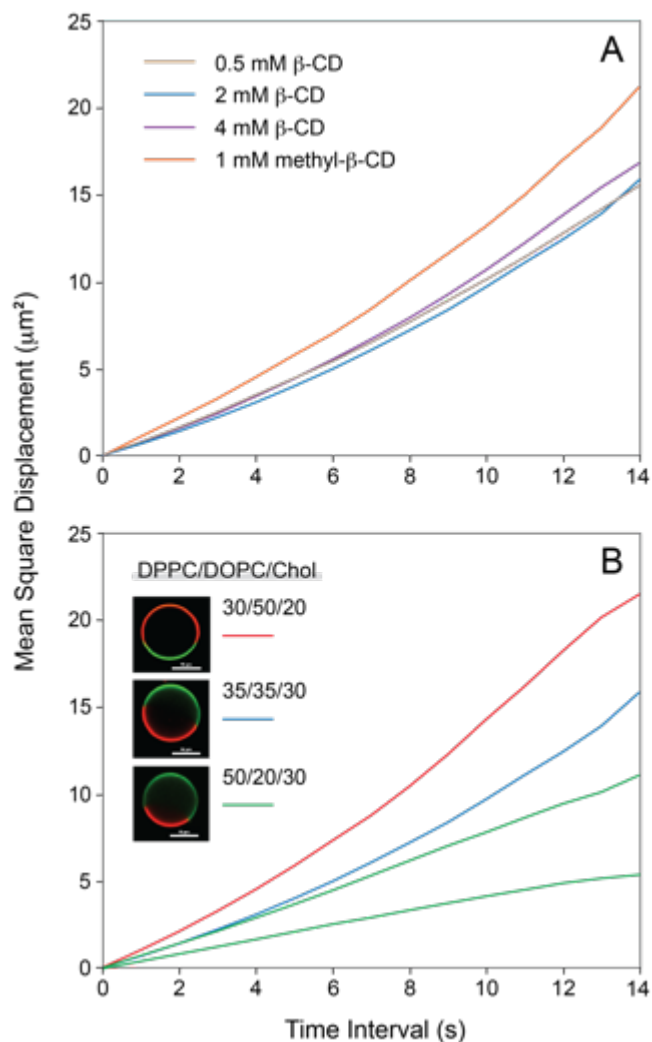 Mean Square Displacement (μm²)
25
20
15
10
5
0
A
0.5 mM β-CD
2 mM β-CD
4 mM β-CD
1 mM methyl-β-CD
0 2 4 6 8 10 12 14
25
20
15
10
5
0
B
DPPC/DOPC/Chol
30/50/20
35/35/30
50/20/30
0 2 4 6 8 10 12 14
Time Interval (s)